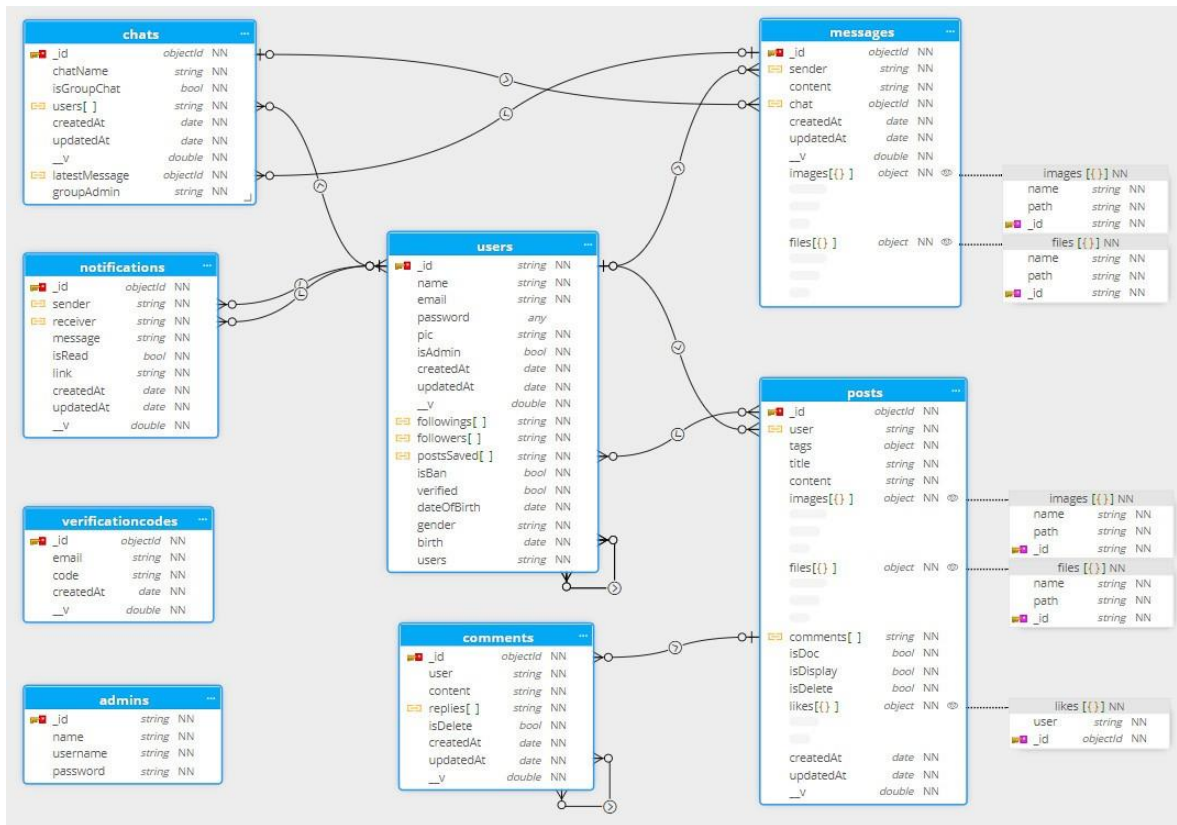 chats ...
_id objectId NN
chatName string NN
isGroupChat bool NN
users[ ] string NN
createdAt date NN
updatedAt date NN
__v double NN
latestMessage objectId NN
groupAdmin string NN
notifications ...
_id objectId NN
sender string NN
receiver string NN
message string NN
isRead bool NN
link string NN
createdAt date NN
updatedAt date NN
__v double NN
verificationcodes ...
_id objectId NN
email string NN
code string NN
createdAt date NN
__v double NN
admins ...
_id string NN
name string NN
username string NN
password string NN
users ...
_id string NN
name string NN
email string NN
password any
pic string NN
isAdmin bool NN
createdAt date NN
updatedAt date NN
__v double NN
followings[ ] string NN
followers[ ] string NN
postsSaved[ ] string NN
isBan bool NN
verified bool NN
dateOfBirth date NN
gender string NN
birth date NN
users string NN
comments ...
_id objectId NN
user string NN
content string NN
replies[ ] string NN
isDelete bool NN
createdAt date NN
updatedAt date NN
__v double NN
messages ...
_id objectId NN
sender string NN
content string NN
chat objectId NN
createdAt date NN
updatedAt date NN
__v double NN
images[{} ] object NN
files[{} ] object NN
images [{}] NN
name string NN
path string NN
_id string NN
files [{}] NN
name string NN
path string NN
_id string NN
posts ...
_id objectId NN
user string NN
tags object NN
title string NN
content string NN
images[{} ] object NN
files[{} ] object NN
comments[ ] string NN
isDoc bool NN
isDisplay bool NN
isDelete bool NN
likes[{} ] object NN
createdAt date NN
updatedAt date NN
__v double NN
images [{}] NN
name string NN
path string NN
_id string NN
files [{}] NN
name string NN
path string NN
_id string NN
likes [{}] NN
user string NN
_id objectId NN